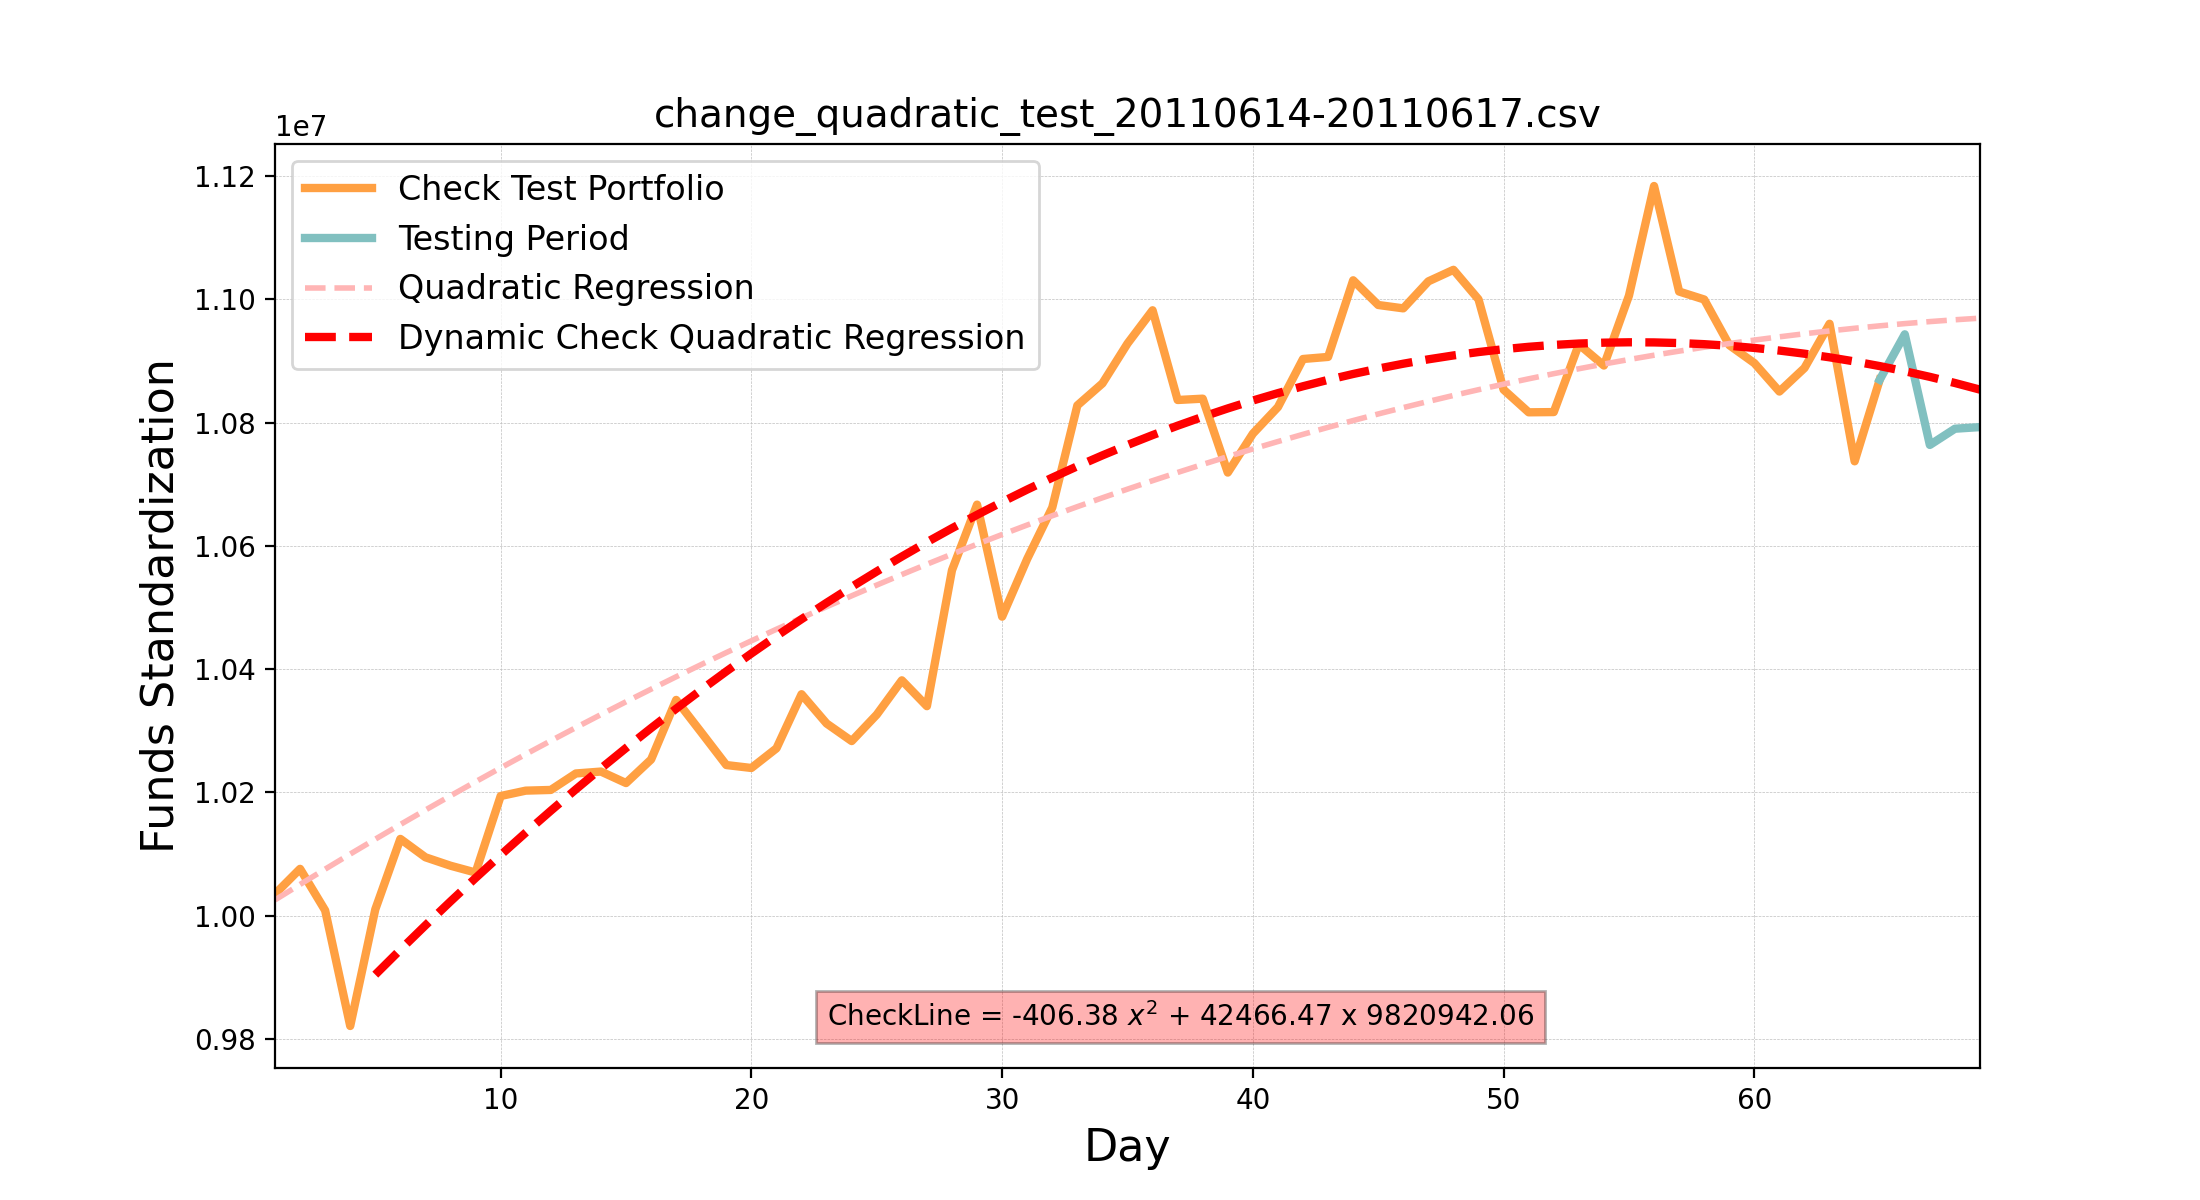 change_quadratic_test_20110614-20110617.csv
1e7
1.12
1.10
1.08
1.06
1.04
1.02
1.00
0.98
Funds Standardization
Check Test Portfolio
Testing Period
Quadratic Regression
Dynamic Check Quadratic Regression
CheckLine = -406.38 x² + 42466.47 x 9820942.06
10 20 30 40 50 60
Day